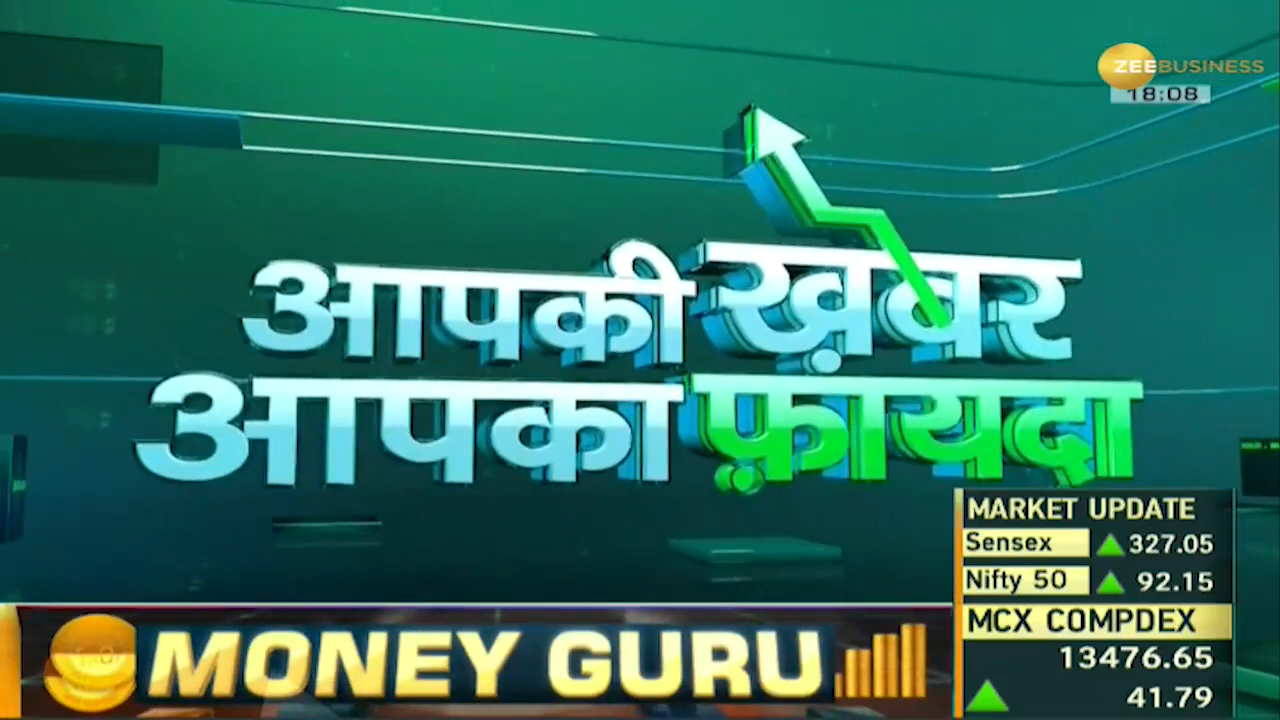 ZEEBUSINESS
18:08
आपकी ख़बर
आपका फ़ायदा
MARKET UPDATE
Sensex ▲ 327.05
Nifty 50 ▲ 92.15
MCX COMPDEX
13476.65
▲ 41.79
MONEY GURU